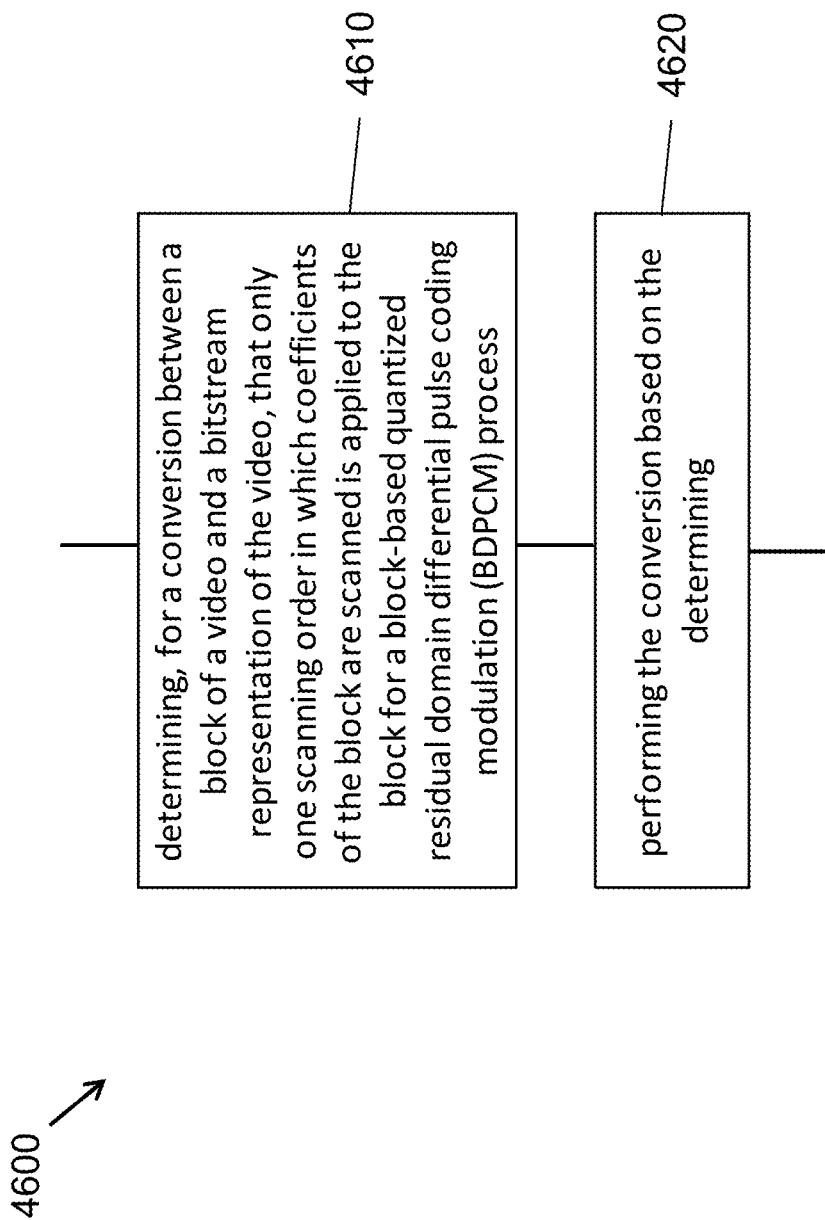 4600
determining, for a conversion between a
block of a video and a bitstream
representation of the video, that only
one scanning order in which coefficients
of the block are scanned is applied to the
block for a block-based quantized
residual domain differential pulse coding
modulation (BDPCM) process
4610
performing the conversion based on the
determining
4620